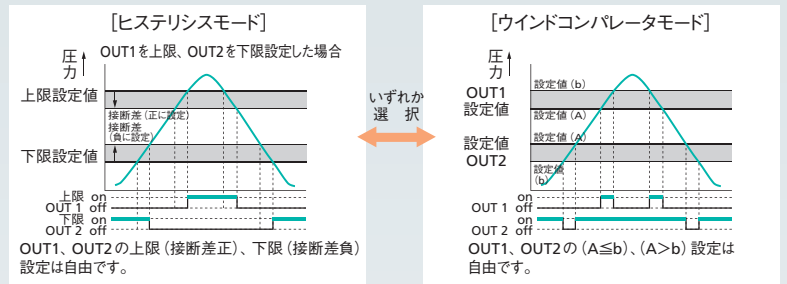 [ヒステリシスモード]
OUT1を上限、OUT2を下限設定した場合
圧力
上限設定値
接断差(正に設定)
接断差
(負に設定)
下限設定値
上限 on
OUT 1 off
下限 on
OUT 2 off
OUT1、OUT2の上限(接断差正)、下限(接断差負)
設定は自由です。
いずれか
選 択
[ウインドコンパレータモード]
圧力
設定値(b)
OUT1
設定値
設定値(A)
設定値(A)
設定値
OUT2
設定値
(b)
on
OUT 1 off
on
OUT 2 off
OUT1、OUT2の(A≦b)、(A>b)設定は
自由です。